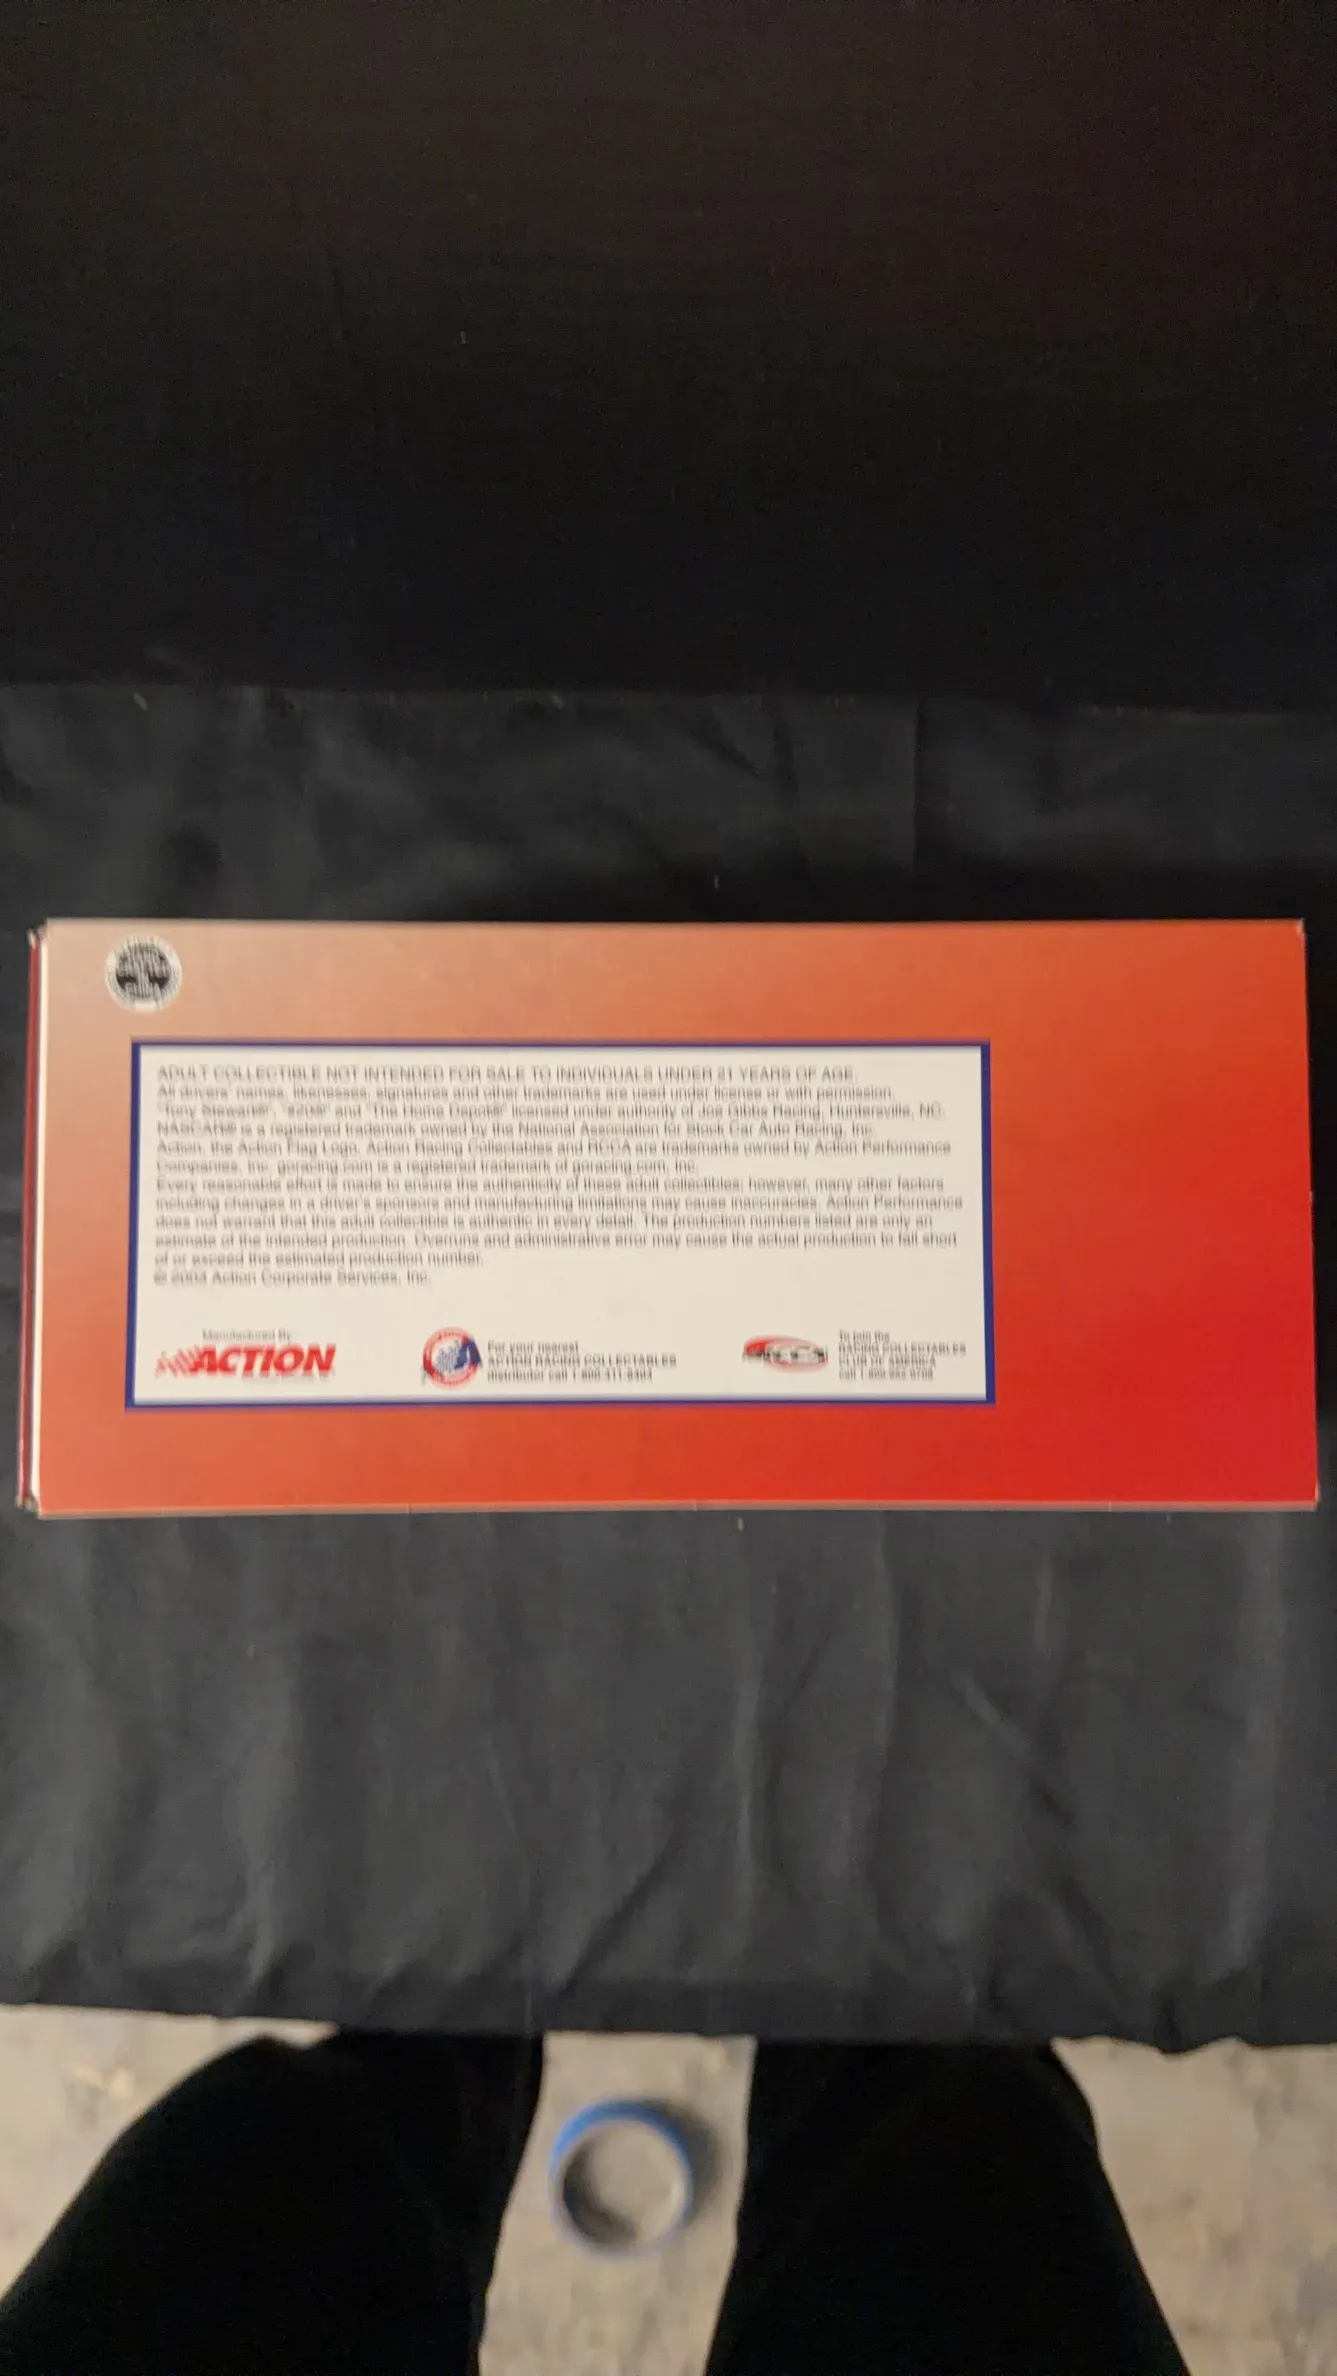 ADULT COLLECTIBLE NOT INTENDED FOR SALE TO INDIVIDUALS UNDER 21 YEARS OF AGE.
All drivers' names, likenesses, signatures and other trademarks are used under license or with permission.
"Tony Stewart®", "#20®" and "The Home Depot®" licensed under authority of Joe Gibbs Racing, Huntersville, NC.
NASCAR® is a registered trademark owned by the National Association for Stock Car Auto Racing, Inc.
Action, the Action Flag Logo, Action Racing Collectables and RCCA are trademarks owned by Action Performance
Companies, Inc. goracing.com is a registered trademark of goracing.com, Inc.
Every reasonable effort is made to ensure the authenticity of these adult collectibles; however, many other factors
including changes in a driver's sponsors and manufacturing limitations may cause inaccuracies. Action Performance
does not warrant that this adult collectible is authentic in every detail. The production numbers listed are only an
estimate of the intended production. Overruns and administrative error may cause the actual production to fall short
of or exceed the estimated production number.
© Action Corporate Services, Inc.
Manufactured By
ACTION
For your nearest
ACTION RACING COLLECTABLES
distributor call
To join the
RACING COLLECTABLES
CLUB OF AMERICA
call